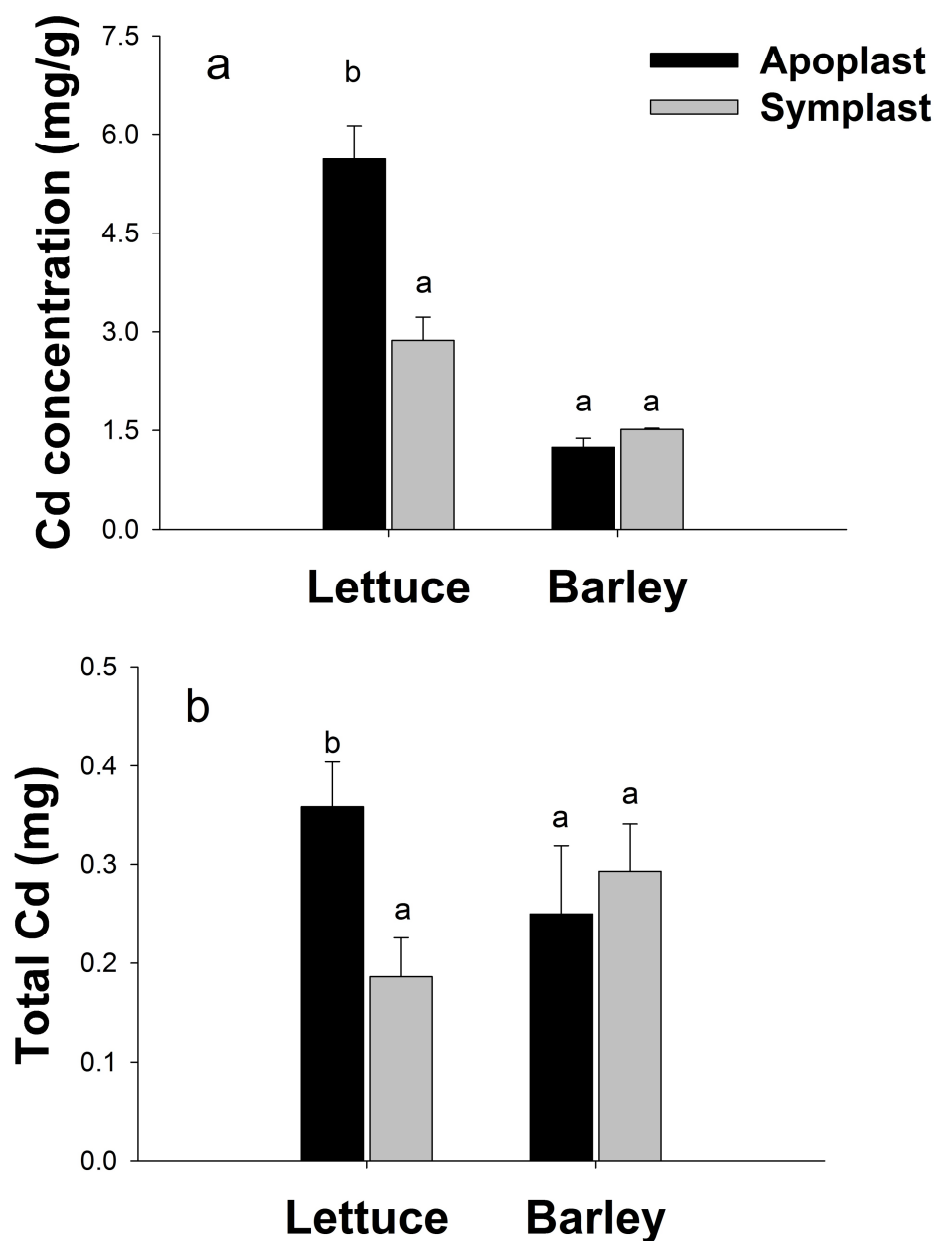 Cd concentration (mg/g)
7.5
6.0
4.5
3.0
1.5
0.0
a
b
a
a
a
Apoplast
Symplast
Lettuce
Barley
Total Cd (mg)
0.5
0.4
0.3
0.2
0.1
0.0
b
b
a
a
a
Lettuce
Barley